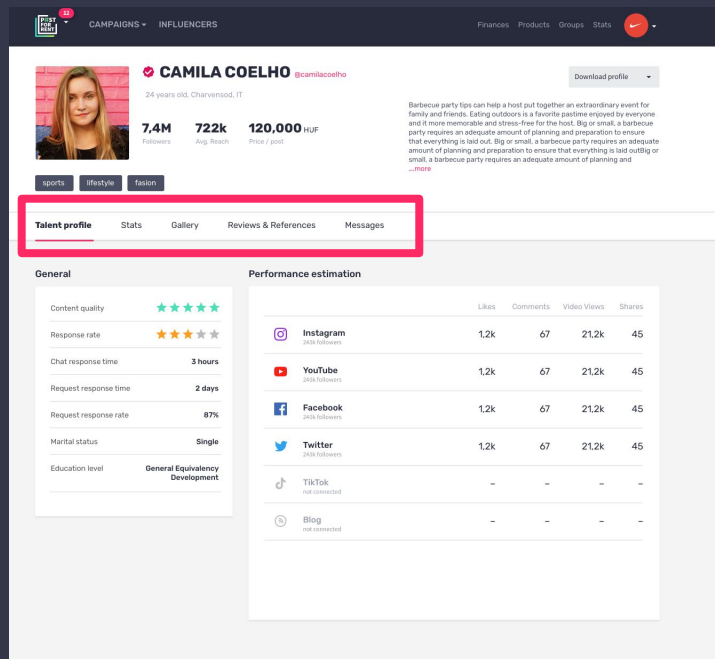 POST
FOR
RENT
12
CAMPAIGNS
INFLUENCERS
Finances
Products
Groups
Stats
CAMILA COELHO @camilacoelho
24 years old, Charvensod, IT
7,4M
Followers
722k
Avg. Reach
120,000 HUF
Price / post
Download profile
Barbecue party tips can help a host put together an extraordinary event for
family and friends. Eating outdoors is a favorite pastime enjoyed by everyone
and it more memorable and stress-free for the host. Big or small, a barbecue
party requires an adequate amount of planning and preparation to ensure
that everything is laid out. Big or small, a barbecue party requires an adequate
amount of planning and preparation to ensure that everything is laid outBig or
small, a barbecue party requires an adequate amount of planning and
...more
sports
lifestyle
fasion
Talent profile
Stats
Gallery
Reviews & References
Messages
General
Content quality
Response rate
Chat response time 3 hours
Request response time 2 days
Request response rate 87%
Marital status Single
Education level General Equivalency
Development
Performance estimation
Likes Comments Video Views Shares
Instagram 1,2k 67 21,2k 45
243k followers
YouTube 1,2k 67 21,2k 45
243k followers
Facebook 1,2k 67 21,2k 45
243k followers
Twitter 1,2k 67 21,2k 45
243k followers
TikTok – – – –
not connected
Blog – – – –
not connected